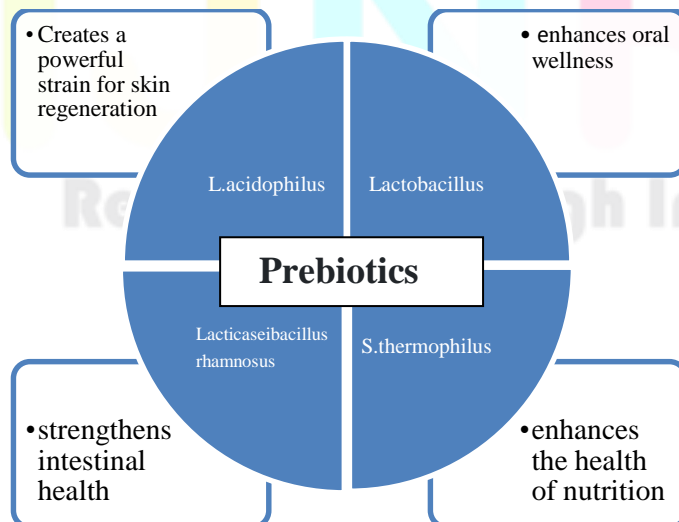 • Creates a
powerful
strain for skin
regeneration
• enhances oral
wellness
L.acidophilus
Lactobacillus
Prebiotics
Lacticaseibacillus
rhamnosus
S.thermophilus
• strengthens
intestinal
health
• enhances
the health
of nutrition